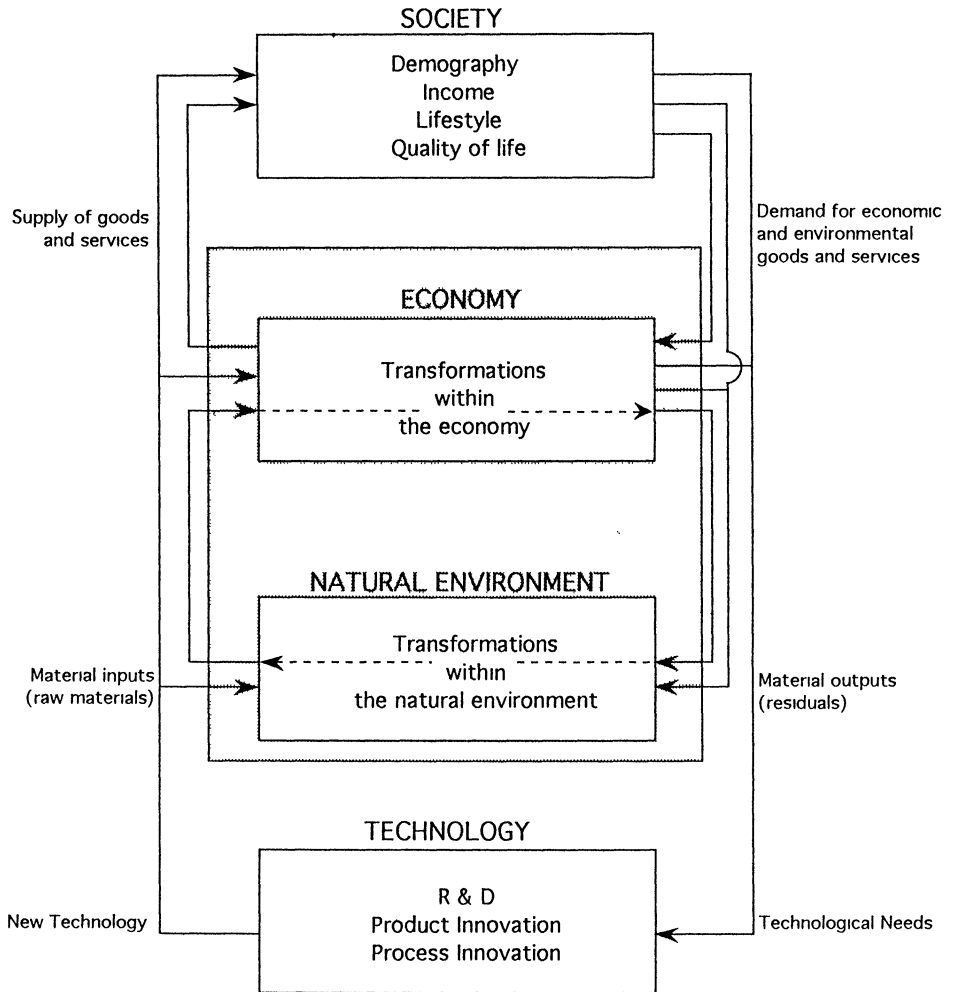 SOCIETY
Demography
Income
Lifestyle
Quality of life
Supply of goods
and services
Demand for economic
and environmental
goods and services
ECONOMY
Transformations
within
the economy
NATURAL ENVIRONMENT
Transformations
within
the natural environment
Material inputs
(raw materials)
Material outputs
(residuals)
TECHNOLOGY
R & D
Product Innovation
Process Innovation
New Technology
Technological Needs